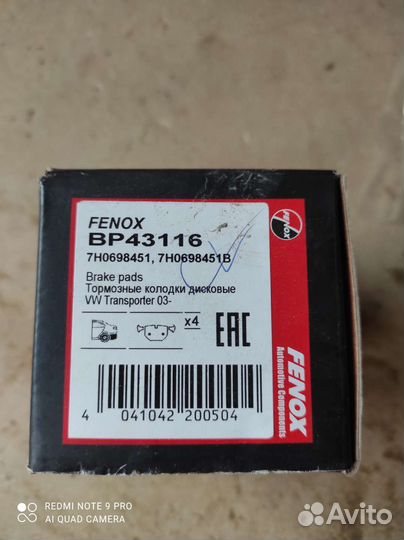 FENOX
BP43116
7H0698451, 7H0698451B
Brake pads
Тормозные колодки дисковые
VW Transporter 03-
x4
EAC
4 041042 200504
FENOX
FENOX
Automotive Components
REDMI NOTE 9 PRO
AI QUAD CAMERA
Avito